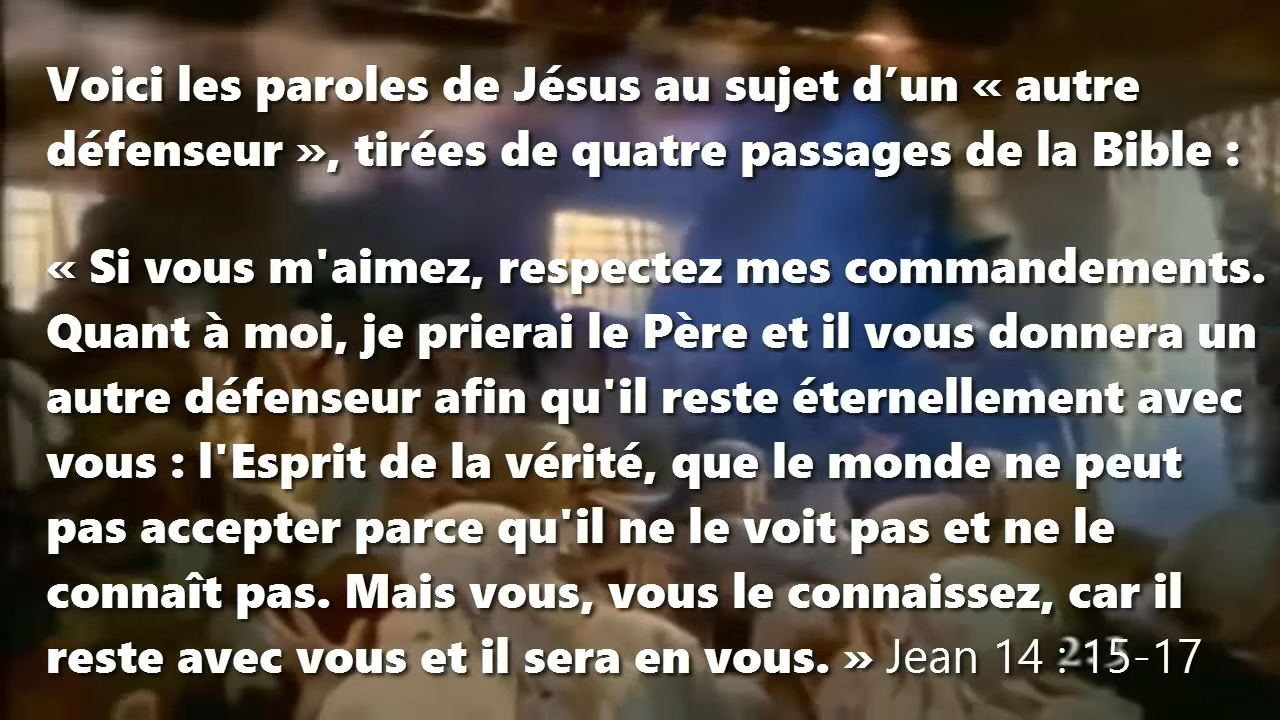 Voici les paroles de Jésus au sujet d’un « autre
défenseur », tirées de quatre passages de la Bible :
« Si vous m'aimez, respectez mes commandements.
Quant à moi, je prierai le Père et il vous donnera un
autre défenseur afin qu'il reste éternellement avec
vous : l'Esprit de la vérité, que le monde ne peut
pas accepter parce qu'il ne le voit pas et ne le
connaît pas. Mais vous, vous le connaissez, car il
reste avec vous et il sera en vous. » Jean 14 : 15-17